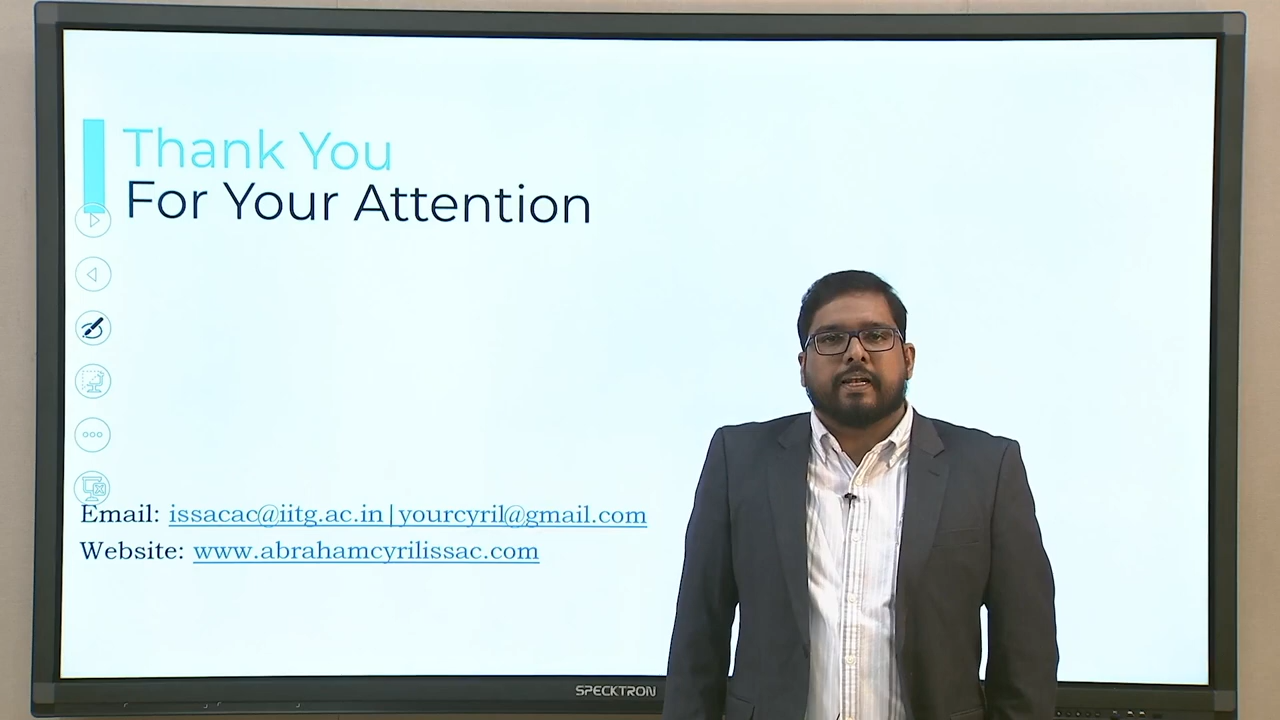 Thank You
For Your Attention
Email: issacac@iitg.ac.in|yourcyril@gmail.com
Website: www.abrahamcyrilissac.com
SPECKTRON